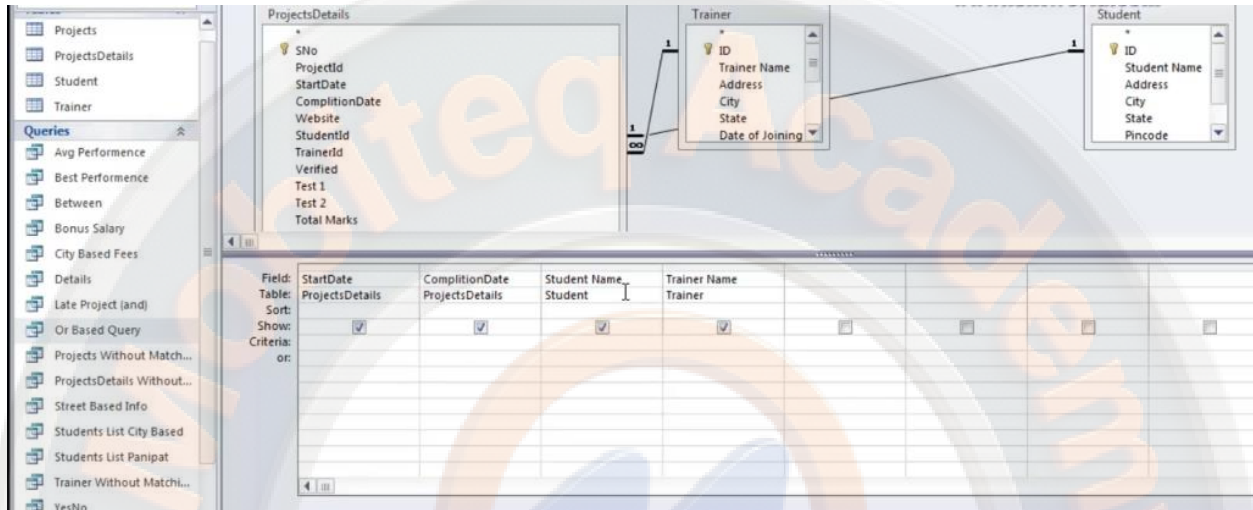 Projects
ProjectsDetails
Student
Trainer
Queries
Avg Performence
Best Performence
Between
Bonus Salary
City Based Fees
Details
Late Project (and)
Or Based Query
Projects Without Match...
ProjectsDetails Without...
Street Based Info
Students List City Based
Students List Panipat
Trainer Without Matchi...
YesNo
ProjectsDetails
*
SNo
ProjectId
StartDate
ComplitionDate
Website
StudentId
TrainerId
Verified
Test 1
Test 2
Total Marks
1
∞
1
Trainer
*
ID
Trainer Name
Address
City
State
Date of Joining
1
Student
*
ID
Student Name
Address
City
State
Pincode
Field: StartDate ComplitionDate Student Name Trainer Name
Table: ProjectsDetails ProjectsDetails Student Trainer
Sort:
Show:
Criteria:
or:
Mobiteq Academ